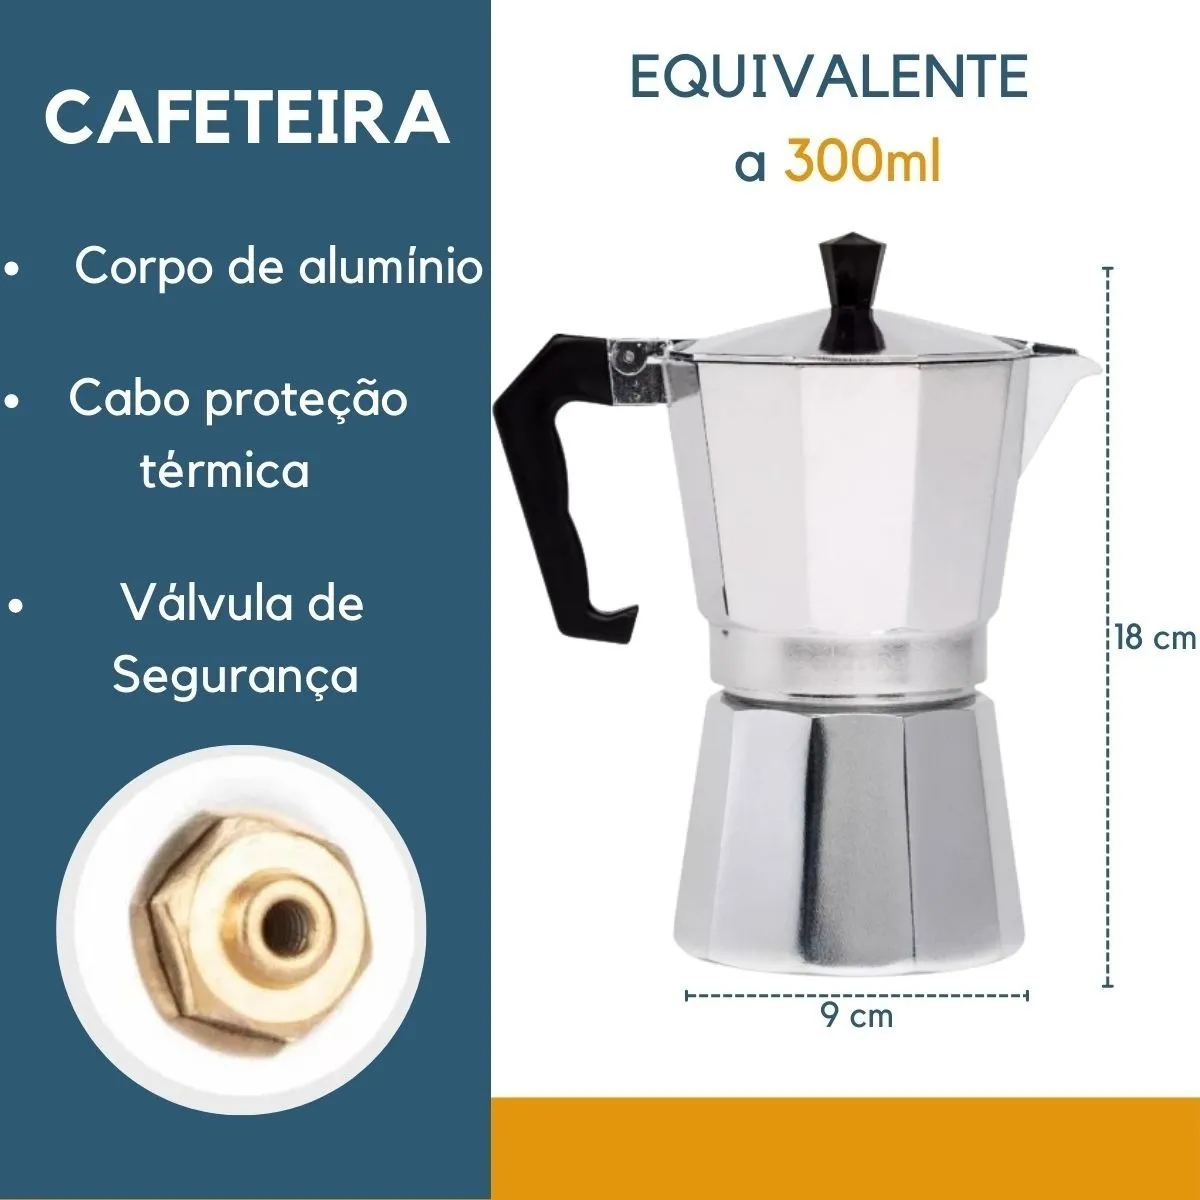 CAFETEIRA
• Corpo de alumínio
• Cabo proteção
térmica
• Válvula de
Segurança
EQUIVALENTE
a 300ml
18 cm
9 cm